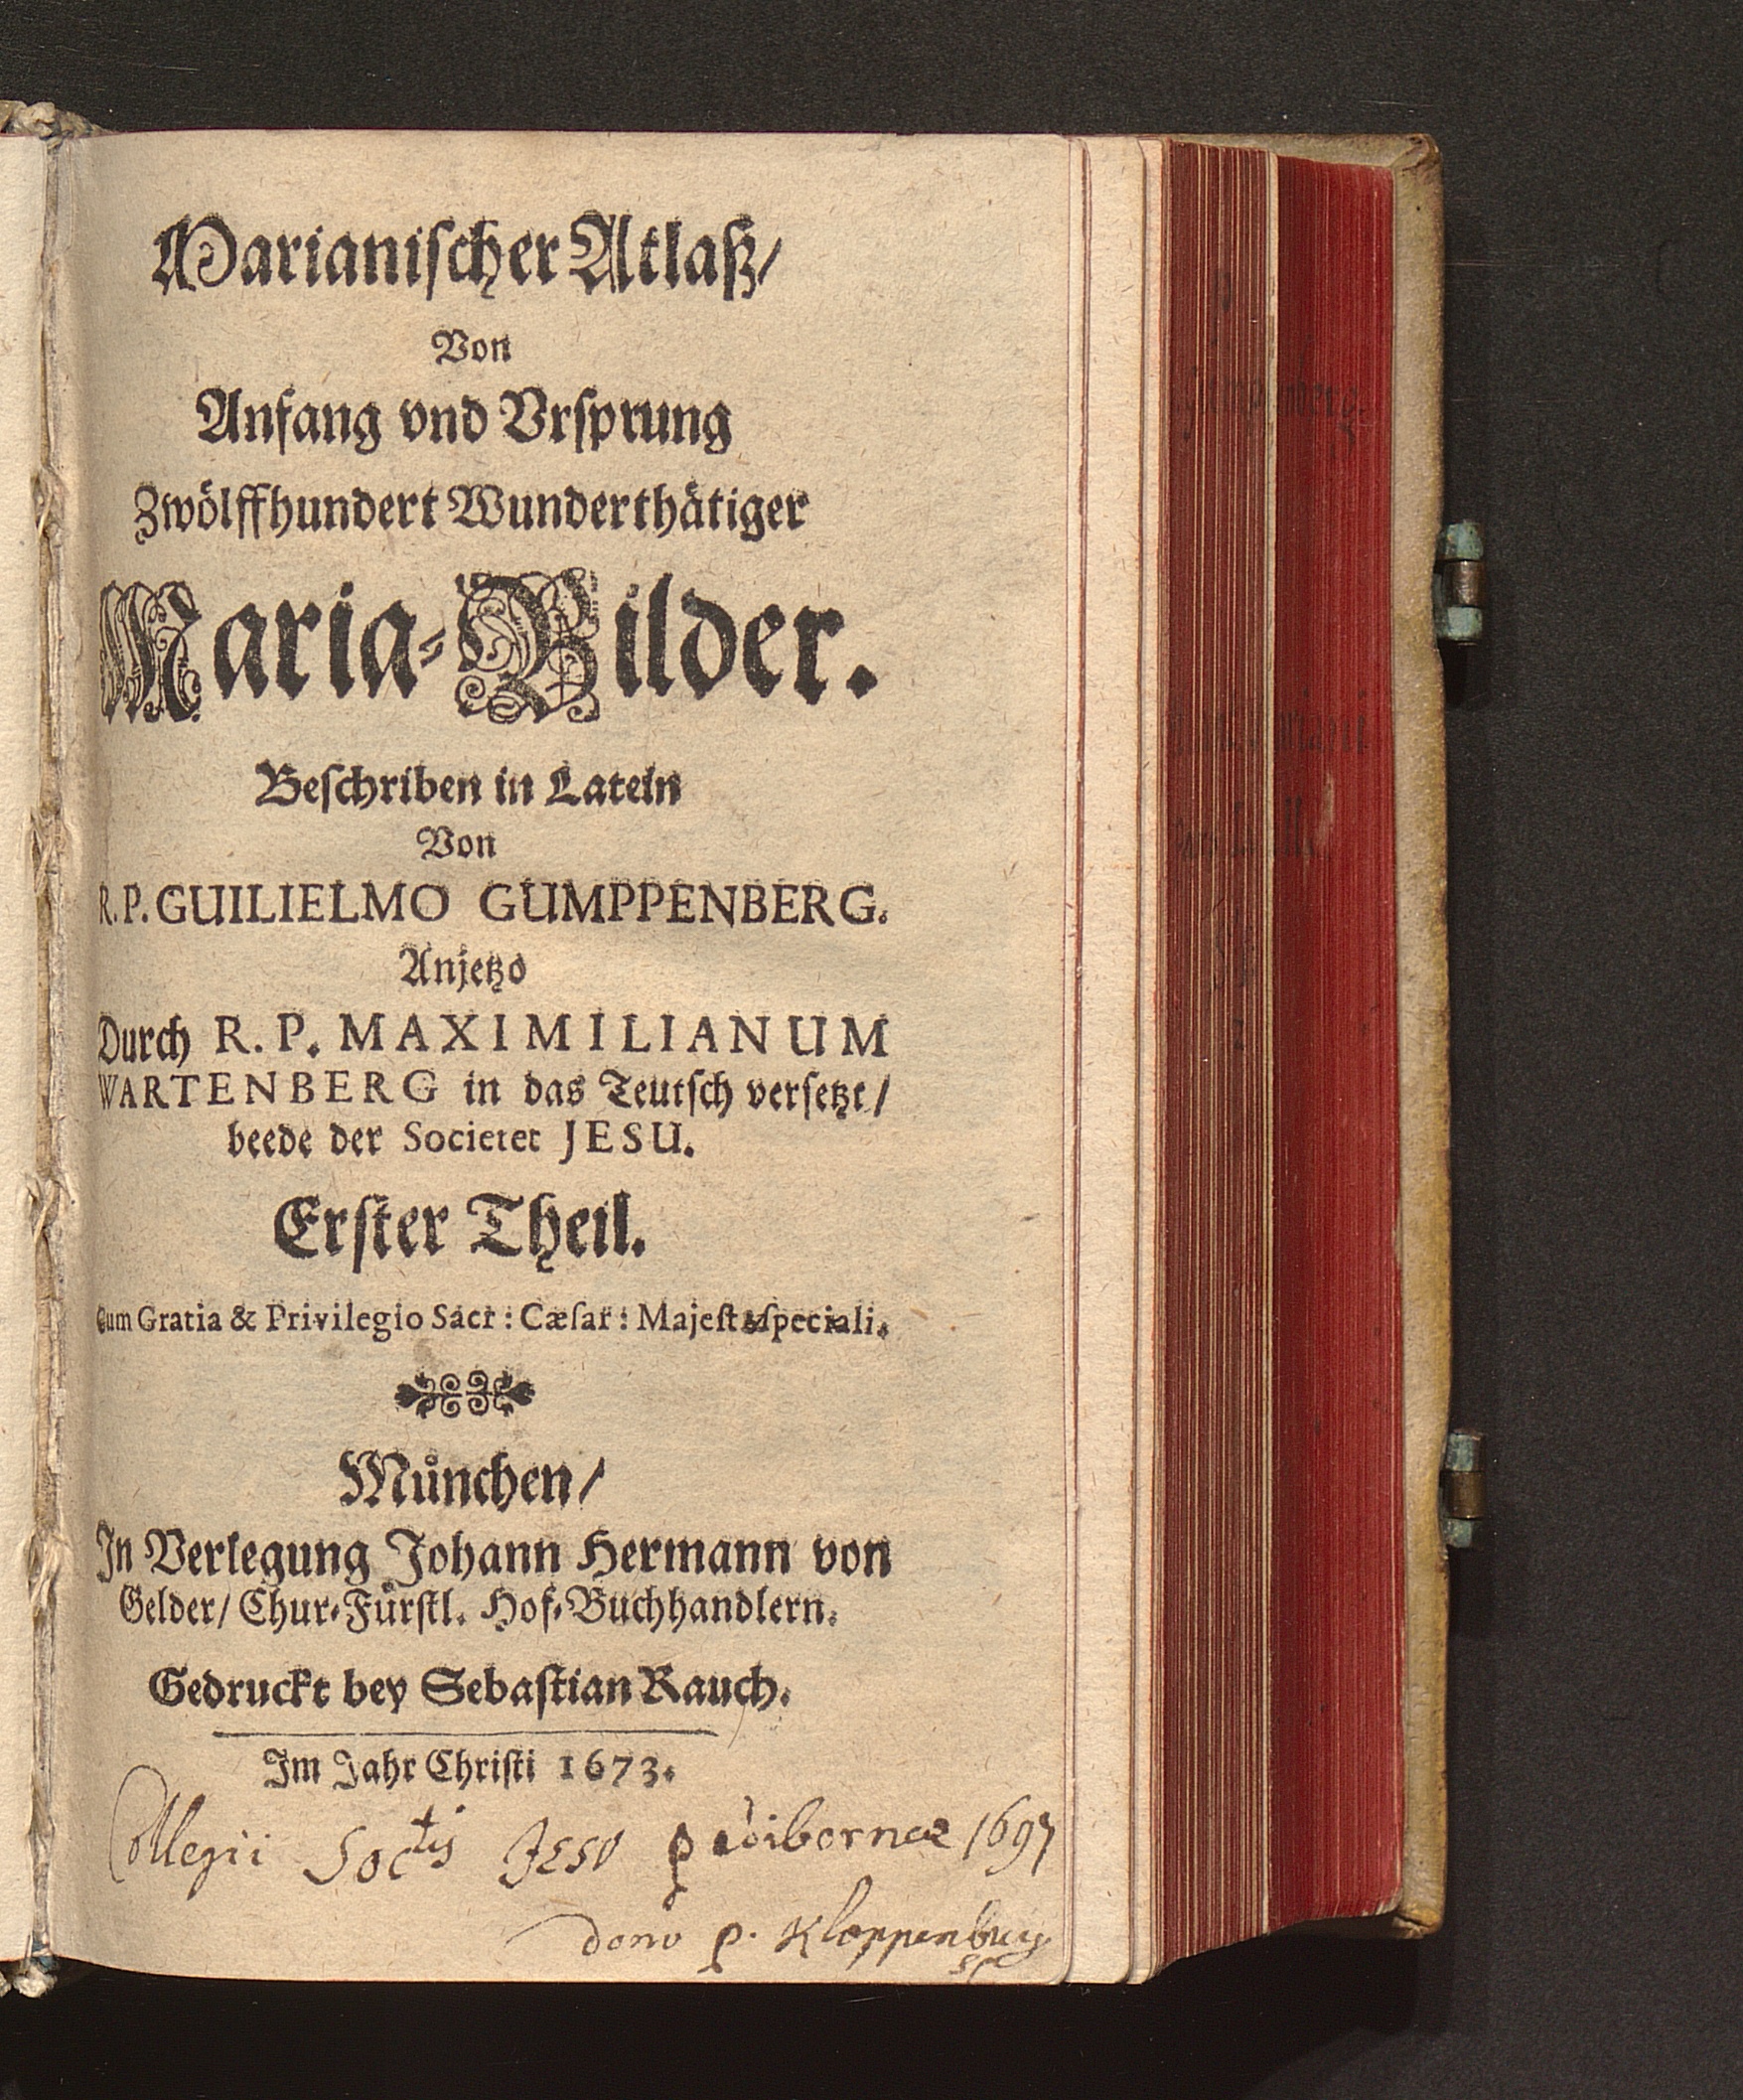 Marianischer Atlaß/
Von
Anfang vnd Vrsprung
Zwölffhundert Wunderthätiger
Maria-Bilder.
Beschriben in Latein
Von
R.P. GUILIELMO GUMPPENBERG.
Anjetzo
Durch R.P. MAXIMILIANUM
WARTENBERG in das Teutsch versetzt/
beede der Societet JESU.
Erster Theil.
Cum Gratia & Privilegio Sacr: Cæsar: Majest: speciali.
München/
In Verlegung Johann Hermann von
Gelder/ Chur-Fürstl. Hof-Buchhandlern.
Gedruckt bey Sebastian Rauch.
Im Jahr Christi 1673.
Collegii Soctis Jesu 1697
dono p. Kloppenburg